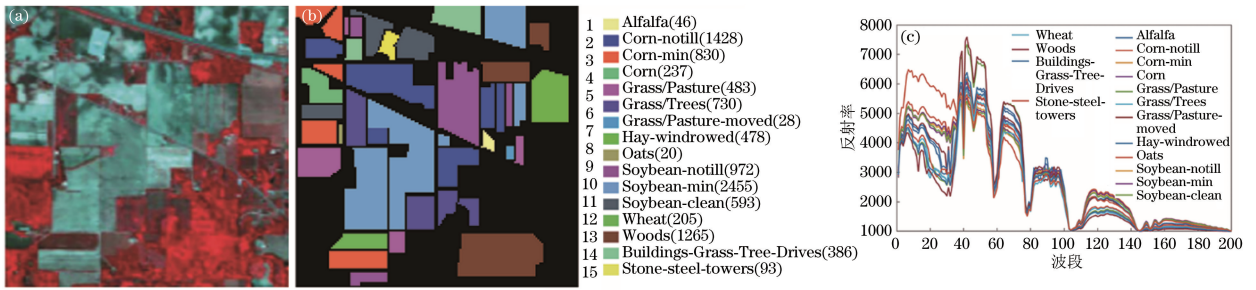 (a)
(b)
1 Alfalfa(46)
2 Corn-notill(1428)
3 Corn-min(830)
4 Corn(237)
5 Grass/Pasture(483)
6 Grass/Trees(730)
7 Grass/Pasture-moved(28)
8 Hay-windrowed(478)
9 Oats(20)
10 Soybean-notill(972)
11 Soybean-min(2455)
12 Soybean-clean(593)
13 Wheat(205)
14 Woods(1265)
15 Buildings-Grass-Tree-Drives(386)
Stone-steel-towers(93)
(c)
反射率
8000
7000
6000
5000
4000
3000
2000
1000
Wheat
Woods
Buildings-
Grass-Tree-
Drives
Stone-steel-
towers
Alfalfa
Corn-notill
Corn-min
Corn
Grass/Pasture
Grass/Trees
Grass/Pasture-
moved
Hay-windrowed
Oats
Soybean-notill
Soybean-min
Soybean-clean
0 20 40 60 80 100 120 140 160 180 200
波段